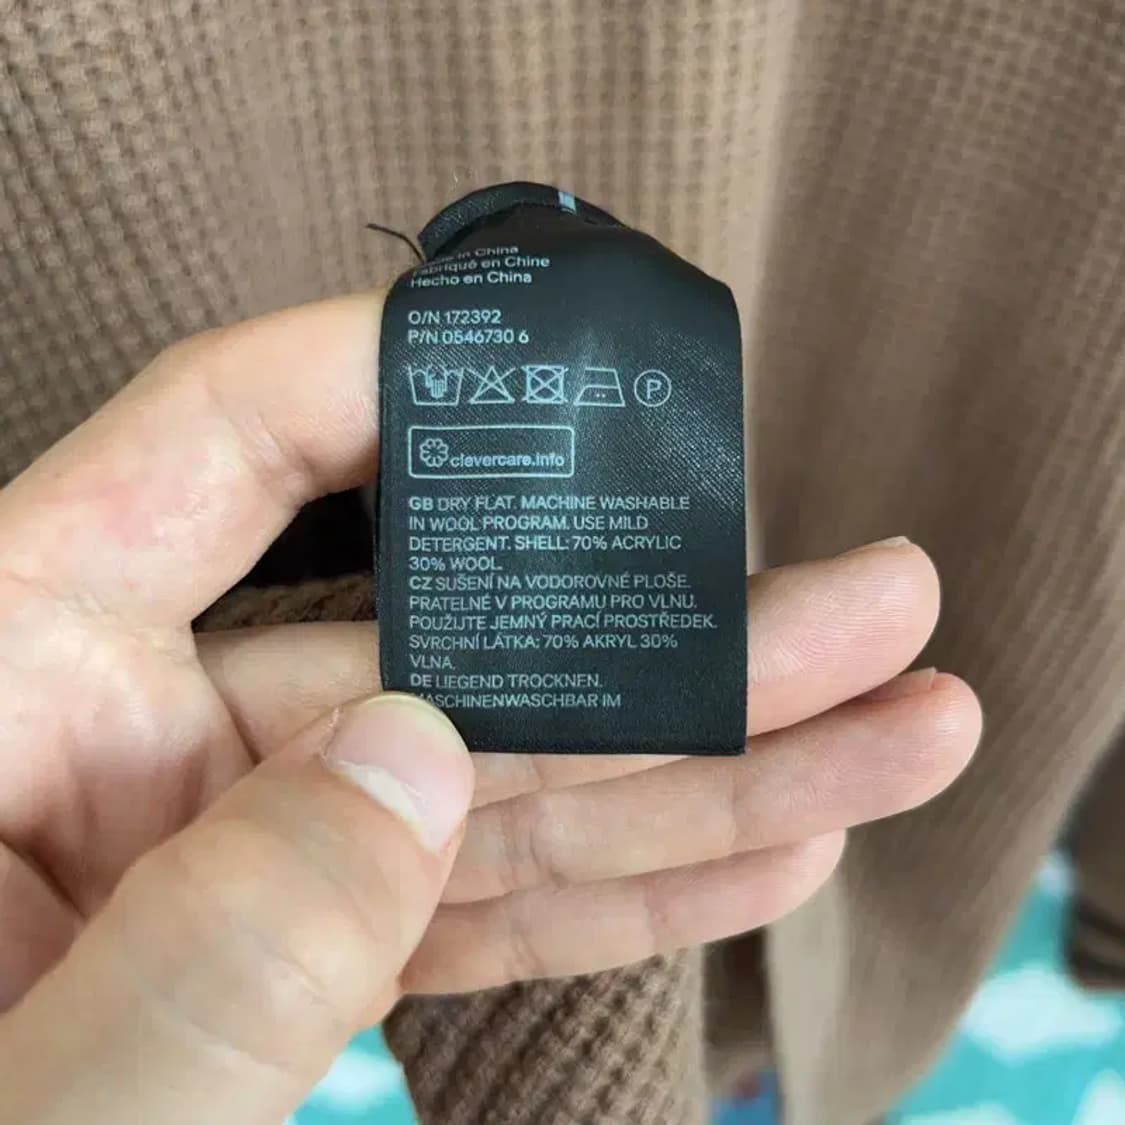 in China
Fabriqué en Chine
Hecho en China
O/N 172392
P/N 0546730 6
P
clevercare.info
GB DRY FLAT. MACHINE WASHABLE
IN WOOL PROGRAM. USE MILD
DETERGENT. SHELL: 70% ACRYLIC
30% WOOL.
CZ SUŠENÍ NA VODOROVNÉ PLOŠE.
PRATELNÉ V PROGRAMU PRO VLNU.
POUŽIJTE JEMNÝ PRACÍ PROSTŘEDEK.
SVRCHNÍ LÁTKA: 70% AKRYL 30%
VLNA.
DE LIEGEND TROCKNEN.
MASCHINENWASCHBAR IM